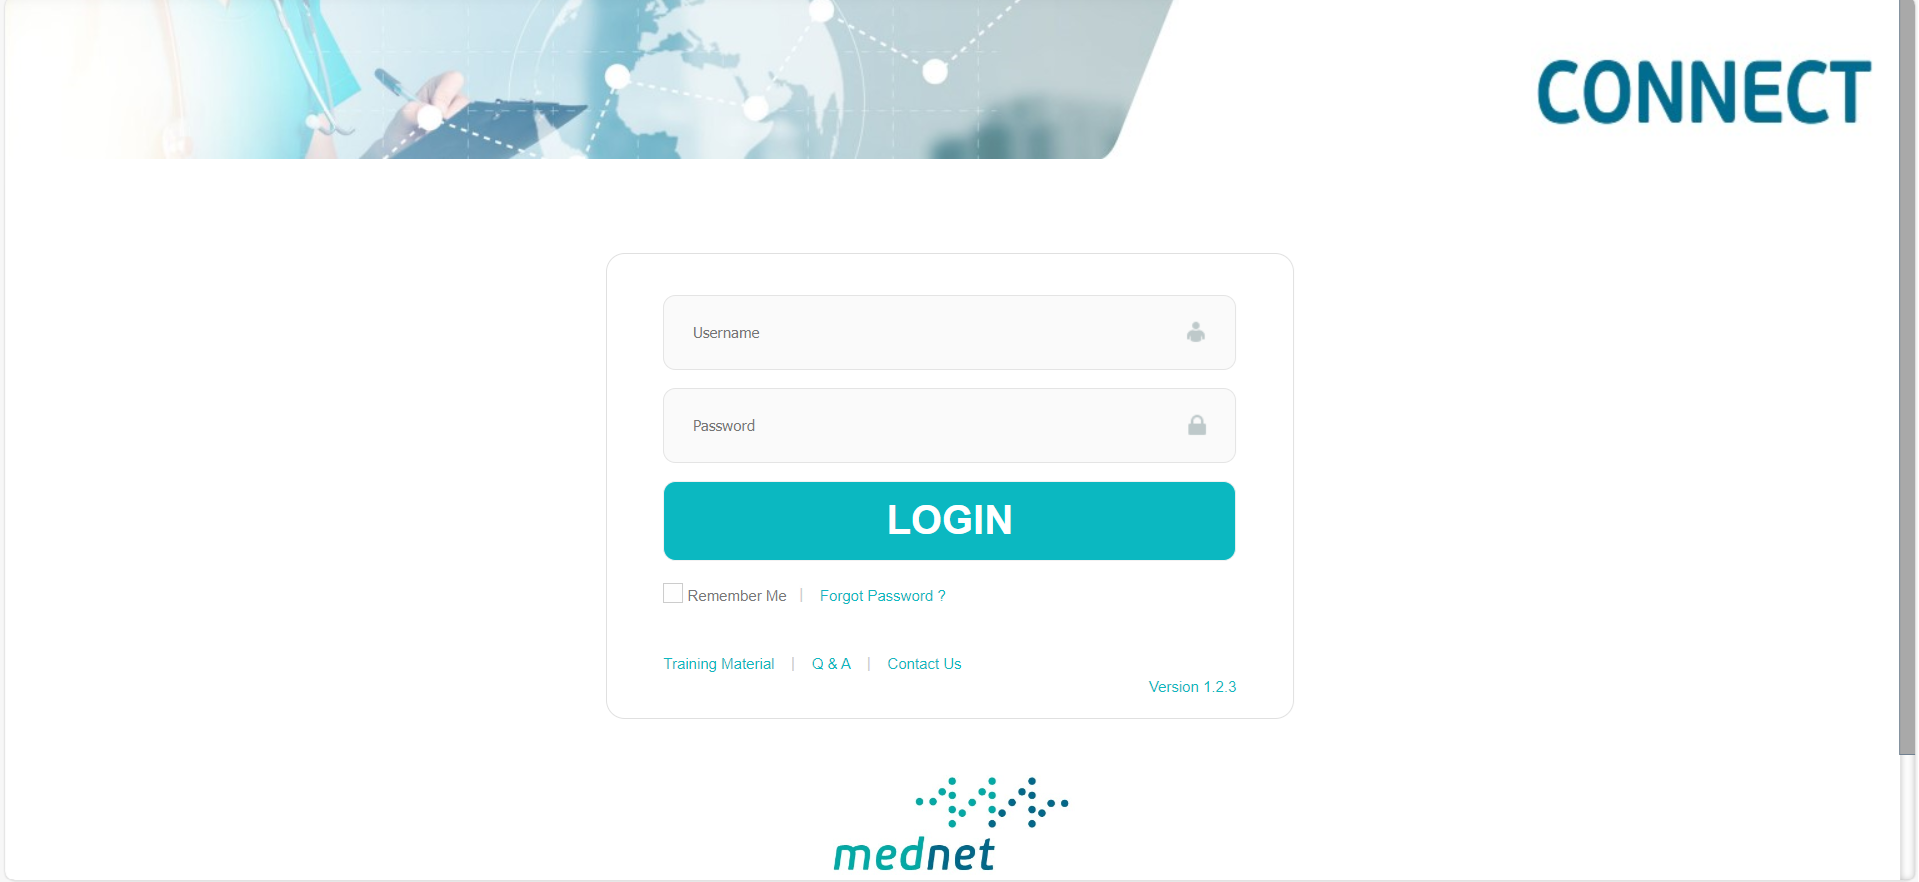 CONNECT
Username
Password
LOGIN
Remember Me | Forgot Password ?
Training Material | Q & A | Contact Us
Version 1.2.3
mednet